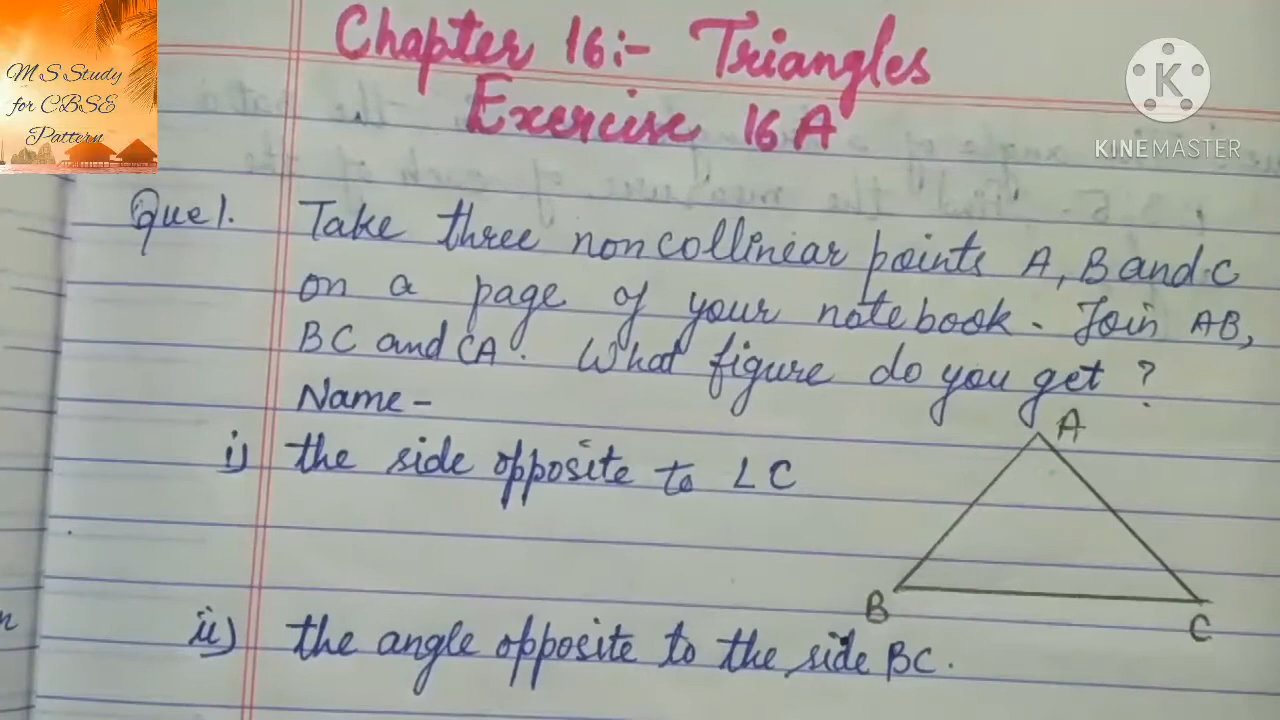 M S Study
for CBSE
Pattern
Chapter 16:- Triangles
Exercise 16A
K
KINEMASTER
Que 1. Take three noncollinear points A, B and C
on a page of your notebook. Join AB,
BC and CA. What figure do you get ?
Name -
i) the side opposite to ∠C
A
B
C
ii) the angle opposite to the side BC.